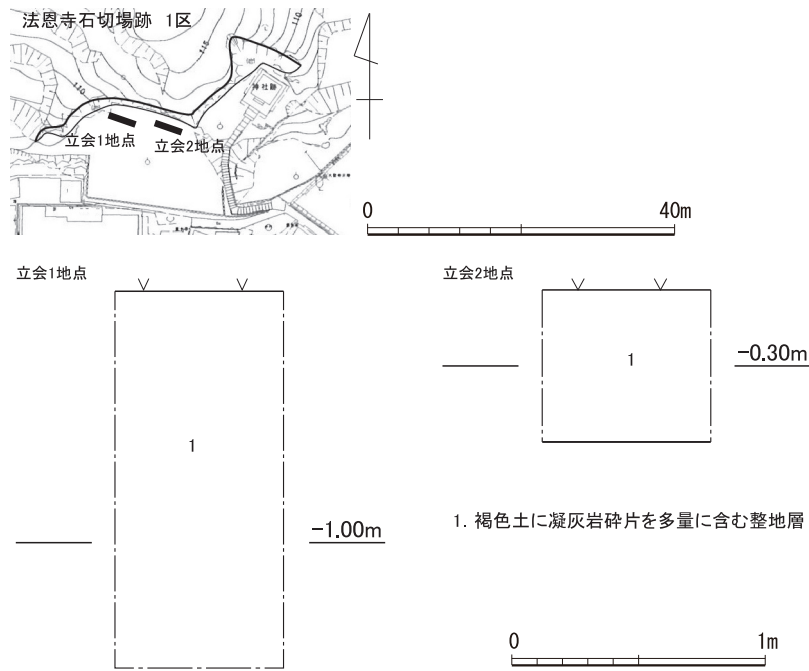 法恩寺石切場跡 1区
115
110
110
神社跡
立会1地点
立会2地点
0 40m
立会1地点
立会2地点
1
-0.30m
1
-1.00m
1. 褐色土に凝灰岩砕片を多量に含む整地層
0 1m